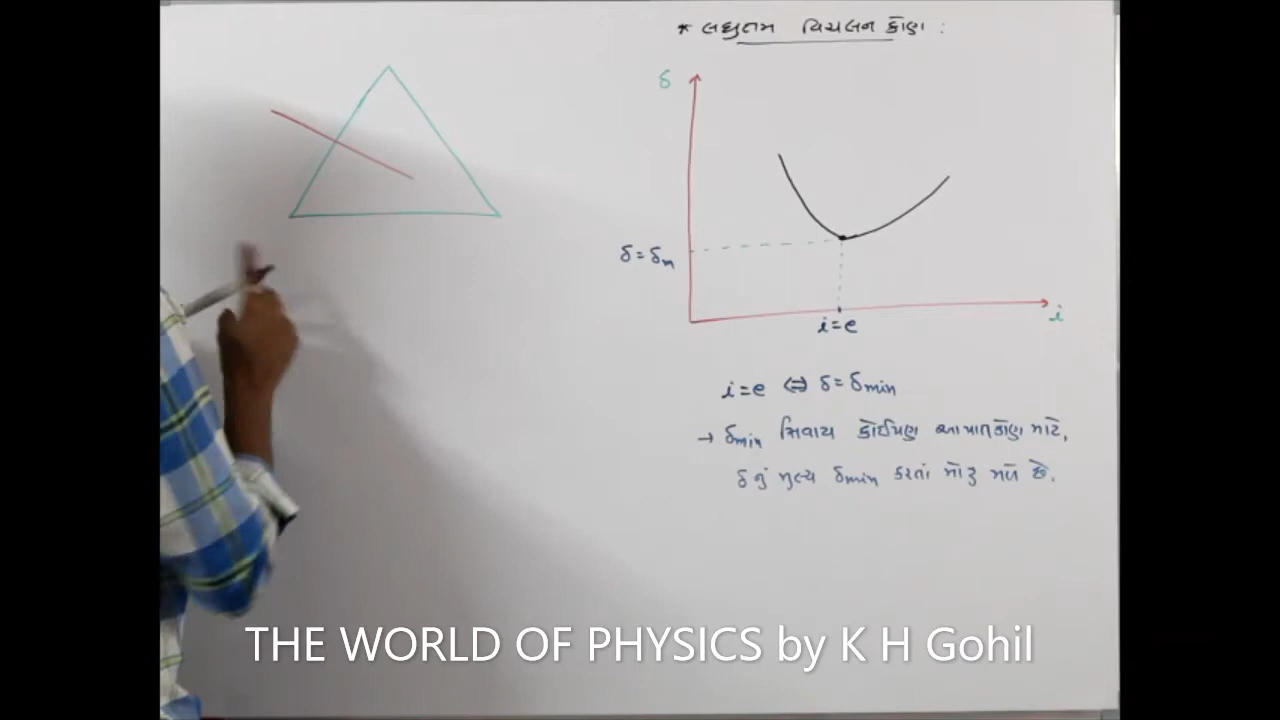 * લઘુતમ વિચલન કોણ :
δ
δ = δm
i = e
i
i = e ⇔ δ = δmin
→ δmin સિવાય કોઈપણ આપાતકોણ માટે,
δ નું મુલ્ય δmin કરતાં મોટુ મળે છે.
THE WORLD OF PHYSICS by K H Gohil